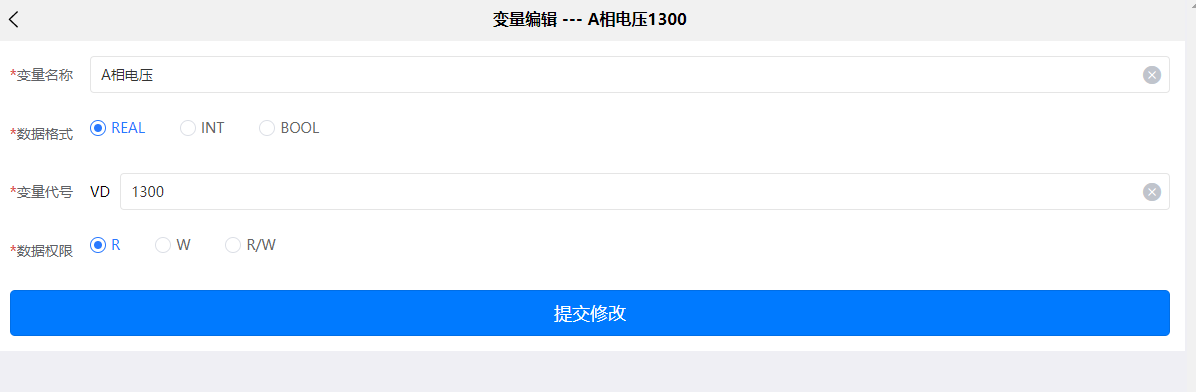 变量编辑 --- A相电压1300
*变量名称 A相电压
*数据格式 REAL INT BOOL
*变量代号 VD 1300
*数据权限 R W R/W
提交修改